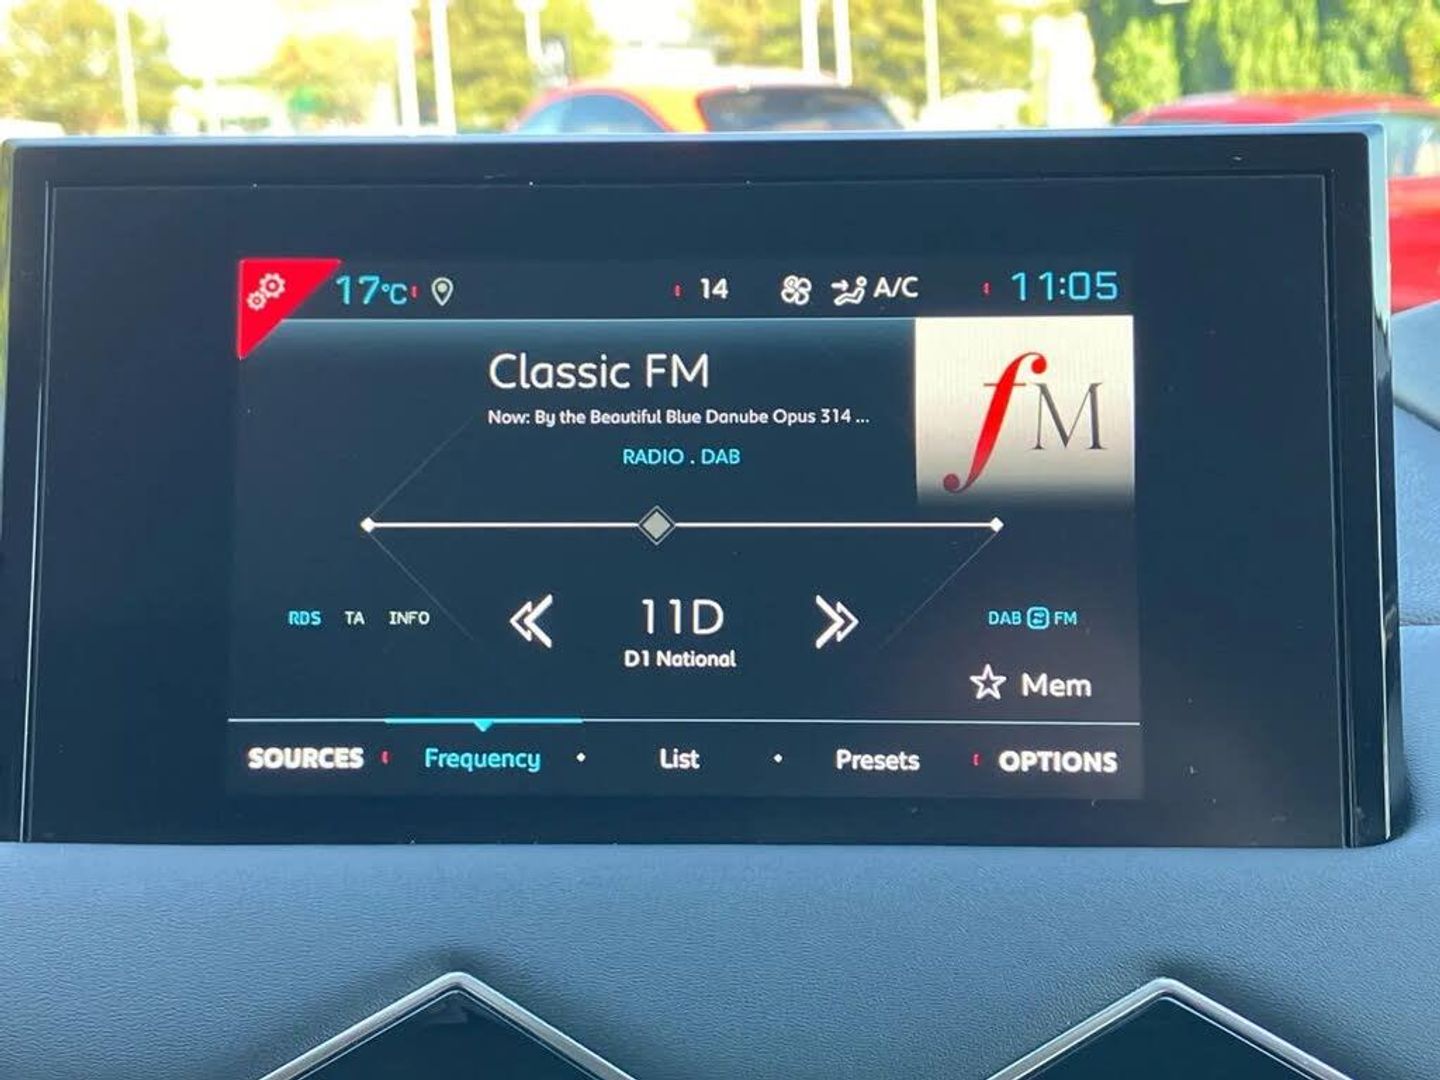 17°C 14 A/C 11:05
Classic FM
Now: By the Beautiful Blue Danube Opus 314 ...
RADIO . DAB
fM
RDS TA INFO 11D DAB FM
D1 National
Mem
SOURCES Frequency List Presets OPTIONS